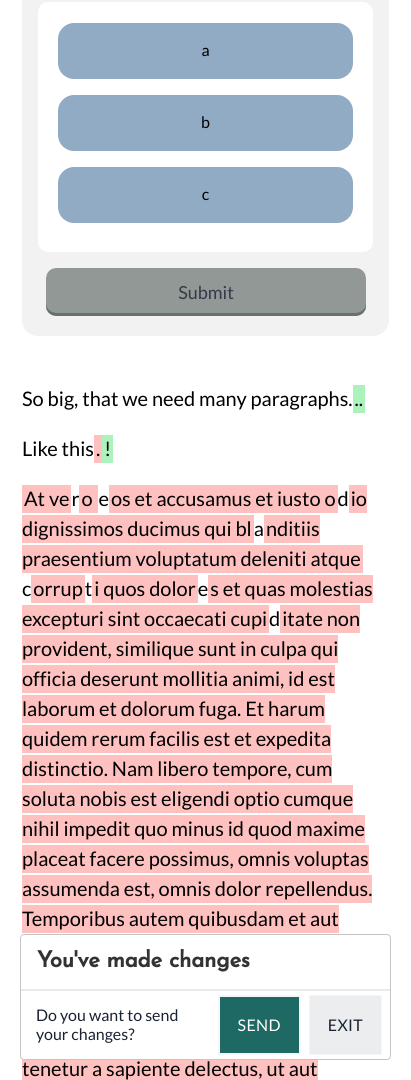 a
b
c
Submit
So big, that we need many paragraphs...
Like this.!
At vero eos et accusamus et iusto odio
dignissimos ducimus qui blanditiis
praesentium voluptatum deleniti atque
corrupti quos dolores et quas molestias
excepturi sint occaecati cupiditate non
provident, similique sunt in culpa qui
officia deserunt mollitia animi, id est
laborum et dolorum fuga. Et harum
quidem rerum facilis est et expedita
distinctio. Nam libero tempore, cum
soluta nobis est eligendi optio cumque
nihil impedit quo minus id quod maxime
placeat facere possimus, omnis voluptas
assumenda est, omnis dolor repellendus.
Temporibus autem quibusdam et aut
You've made changes
Do you want to send
your changes?
SEND
EXIT
tenetur a sapiente delectus, ut aut